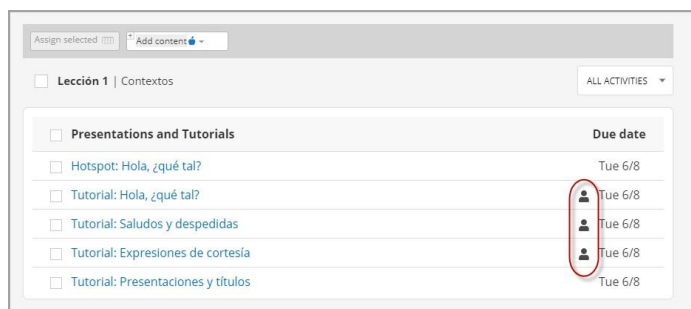 Assign selected Add content
Lección 1 | Contextos ALL ACTIVITIES
Presentations and Tutorials Due date
Hotspot: Hola, ¿qué tal? Tue 6/8
Tutorial: Hola, ¿qué tal? Tue 6/8
Tutorial: Saludos y despedidas Tue 6/8
Tutorial: Expresiones de cortesía Tue 6/8
Tutorial: Presentaciones y títulos Tue 6/8